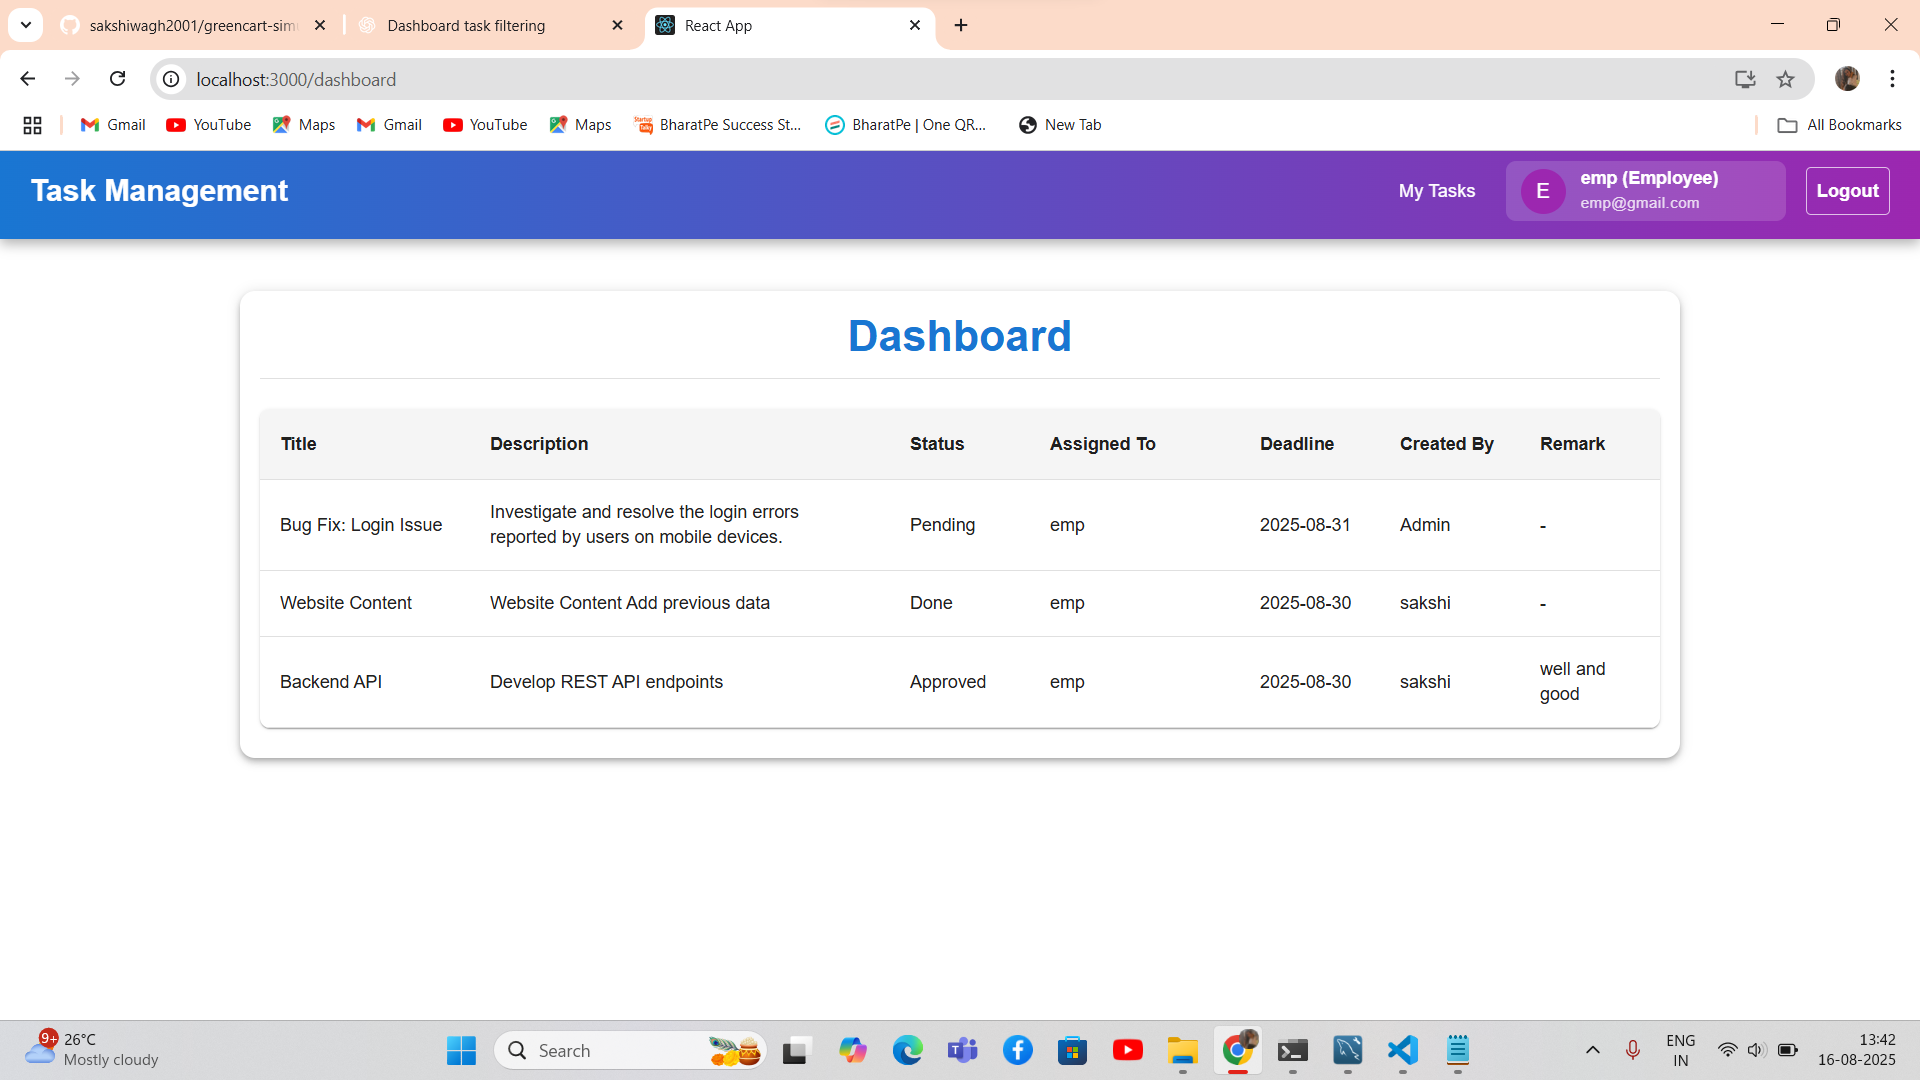 sakshiwagh2001/greencart-sim
Dashboard task filtering
React App
localhost:3000/dashboard
Gmail
YouTube
Maps
Gmail
YouTube
Maps
BharatPe Success St...
BharatPe | One QR...
New Tab
All Bookmarks
Task Management
My Tasks
E
emp (Employee)
emp@gmail.com
Logout
Dashboard
Title Description Status Assigned To Deadline Created By Remark
Bug Fix: Login Issue
Investigate and resolve the login errors
reported by users on mobile devices.
Pending emp 2025-08-31 Admin -
Website Content Website Content Add previous data Done emp 2025-08-30 sakshi -
Backend API Develop REST API endpoints Approved emp 2025-08-30 sakshi
well and
good
9+
26°C
Mostly cloudy
Search
ENG
IN
13:42
16-08-2025